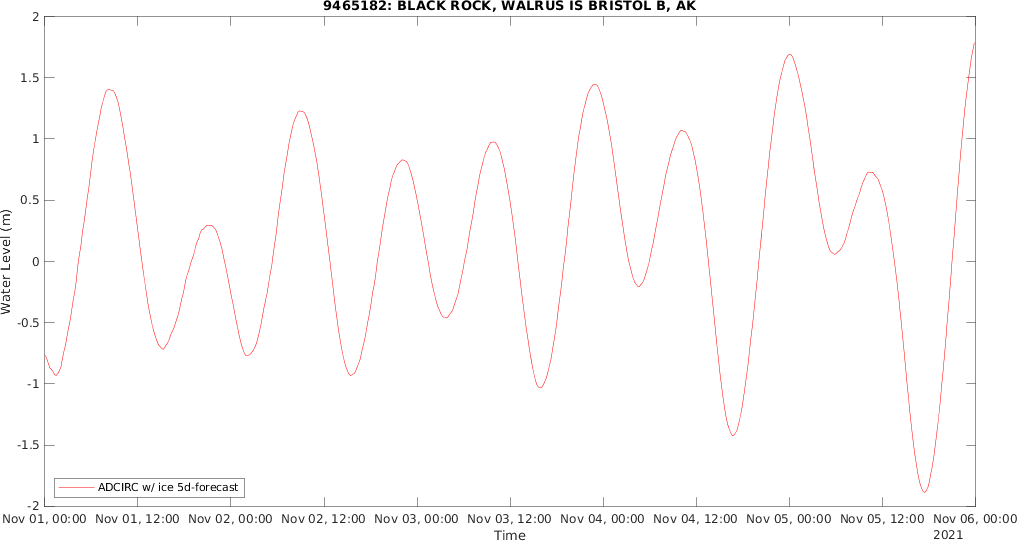 9465182: BLACK ROCK, WALRUS IS BRISTOL B, AK
2
1.5
1
0.5
0
-0.5
-1
-1.5
-2
Water Level (m)
ADCIRC w/ ice 5d-forecast
Nov 01, 00:00 Nov 01, 12:00 Nov 02, 00:00 Nov 02, 12:00 Nov 03, 00:00 Nov 03, 12:00 Nov 04, 00:00 Nov 04, 12:00 Nov 05, 00:00 Nov 05, 12:00 Nov 06, 00:00
Time
2021